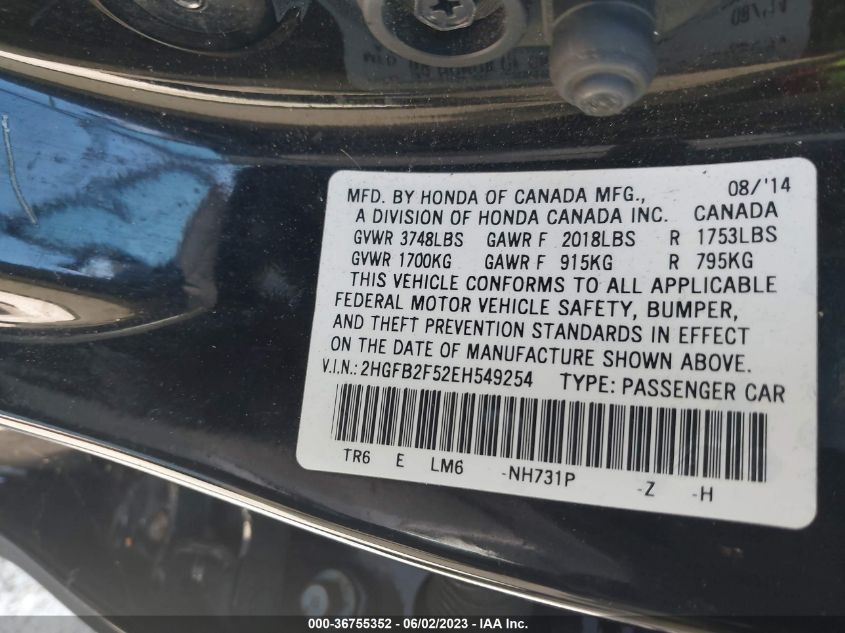 MFD. BY HONDA OF CANADA MFG., 08/'14
A DIVISION OF HONDA CANADA INC. CANADA
GVWR 3748LBS GAWR F 2018LBS R 1753LBS
GVWR 1700KG GAWR F 915KG R 795KG
THIS VEHICLE CONFORMS TO ALL APPLICABLE
FEDERAL MOTOR VEHICLE SAFETY, BUMPER,
AND THEFT PREVENTION STANDARDS IN EFFECT
ON THE DATE OF MANUFACTURE SHOWN ABOVE.
V.I.N.: 2HGFB2F52EH549254 TYPE: PASSENGER CAR
TR6 E LM6 -NH731P -Z -H
000-36755352 - 06/02/2023 - IAA Inc.